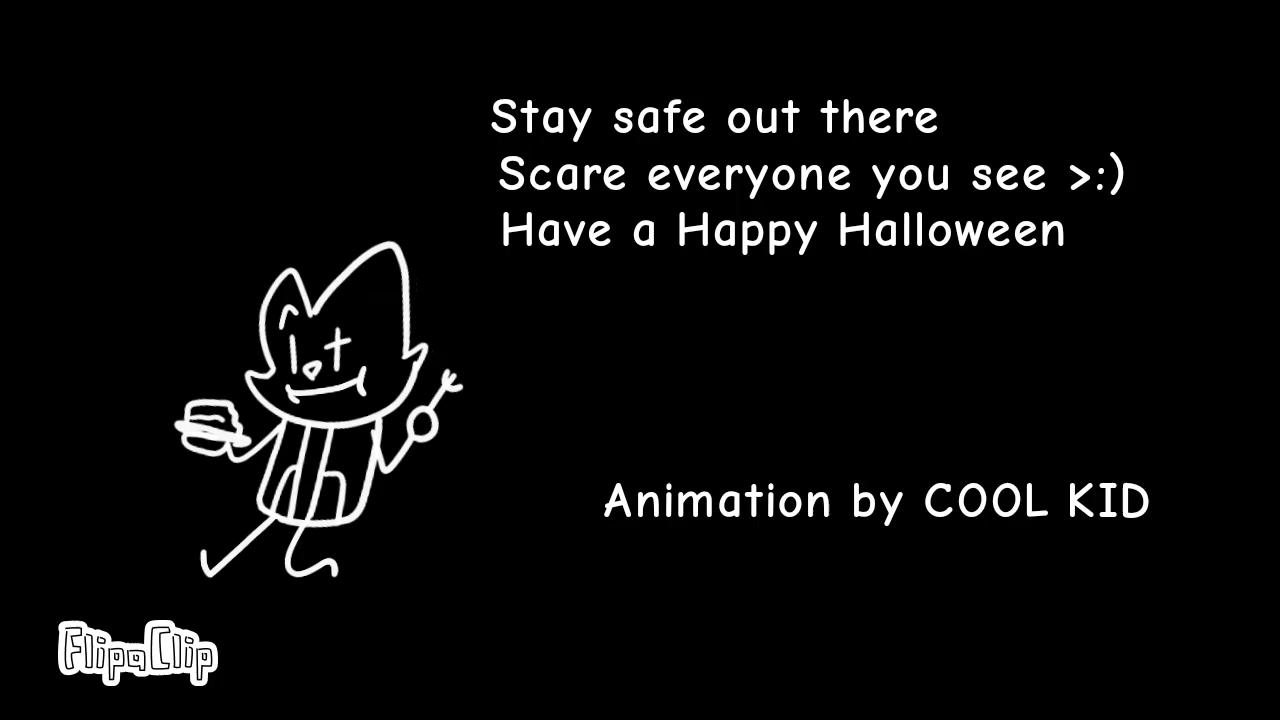 Stay safe out there
Scare everyone you see >:)
Have a Happy Halloween
Animation by COOL KID
FlipaClip